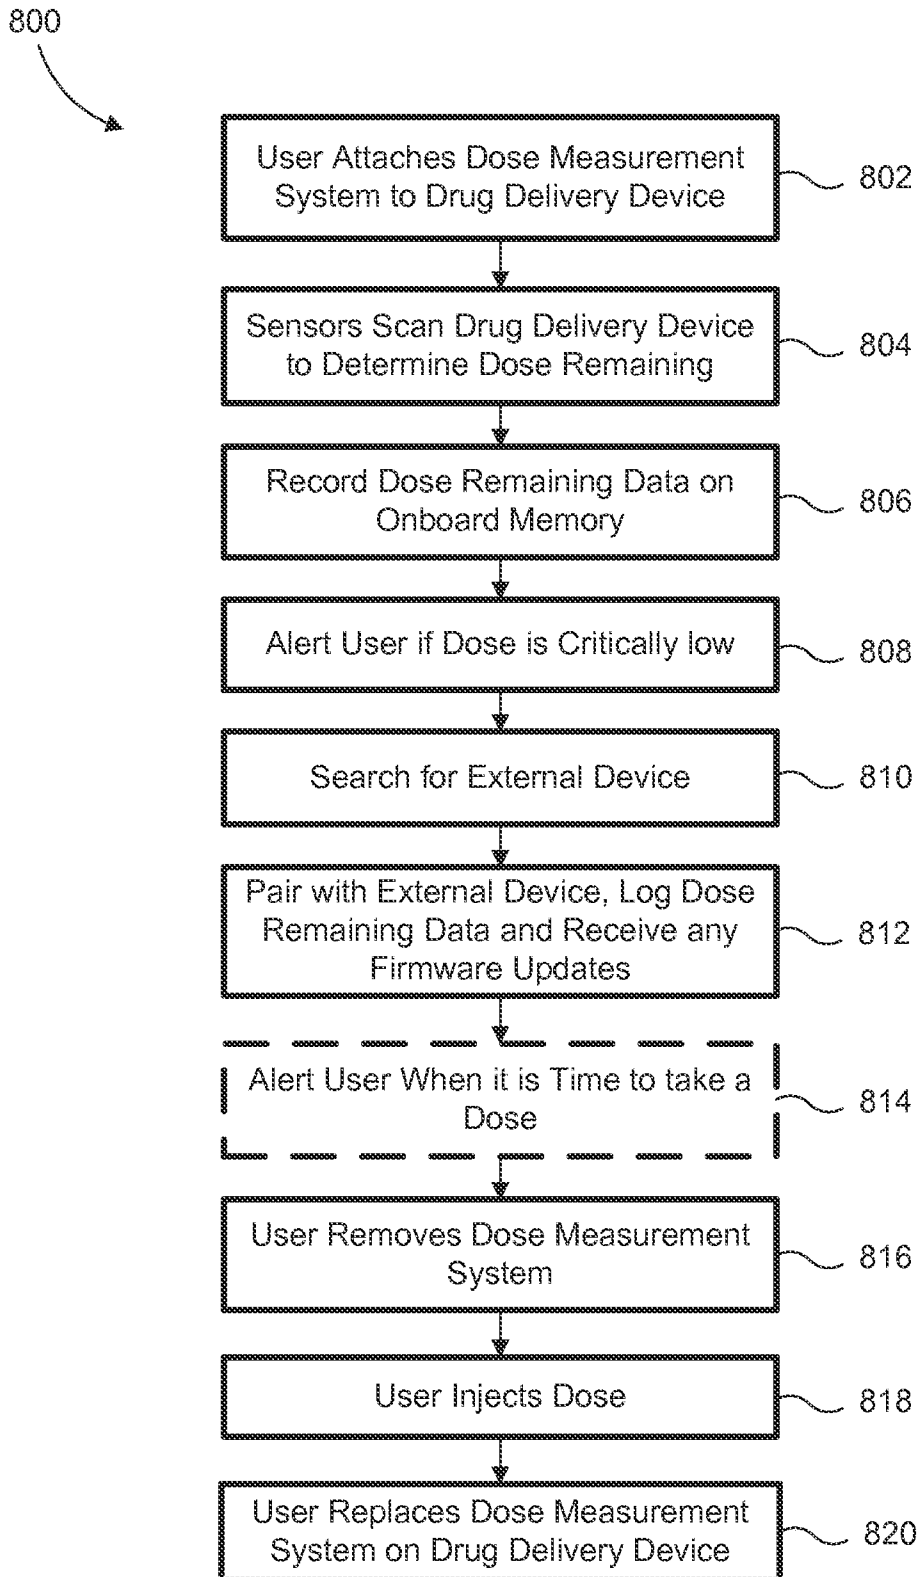 800
User Attaches Dose Measurement
System to Drug Delivery Device
802
Sensors Scan Drug Delivery Device
to Determine Dose Remaining
804
Record Dose Remaining Data on
Onboard Memory
806
Alert User if Dose is Critically low
808
Search for External Device
810
Pair with External Device, Log Dose
Remaining Data and Receive any
Firmware Updates
812
Alert User When it is Time to take a
Dose
814
User Removes Dose Measurement
System
816
User Injects Dose
818
User Replaces Dose Measurement
System on Drug Delivery Device
820